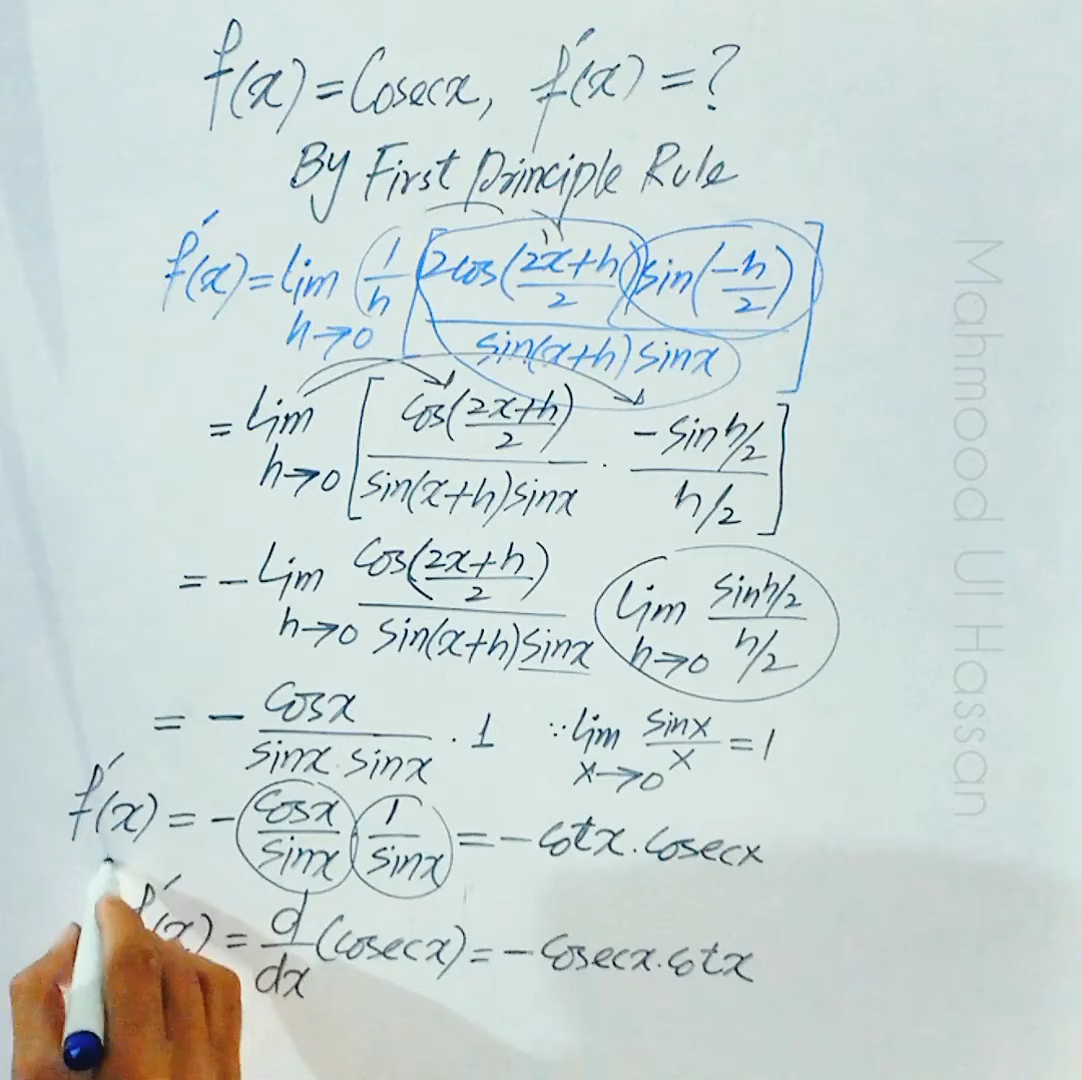 f(x) = Cosecx, f'(x) = ?
By First Principle Rule
f'(x) = lim h→0 (1/h [2cos((2x+h)/2) sin(-h/2) / sin(x+h) sinx]
= Lim h→0 [cos((2x+h)/2) / sin(x+h) sinx . -sin h/2 / h/2]
= - Lim h→0 cos((2x+h)/2) / sin(x+h) sinx Lim h→0 sin h/2 / h/2
= - cosx / sinx . sinx . 1 ∵ lim x→0 sinx / x = 1
f'(x) = - cosx / sinx . 1 / sinx = - cotx . cosecx
f'(x) = d/dx (cosecx) = - cosecx . cotx
Mahmood Ul Hassan